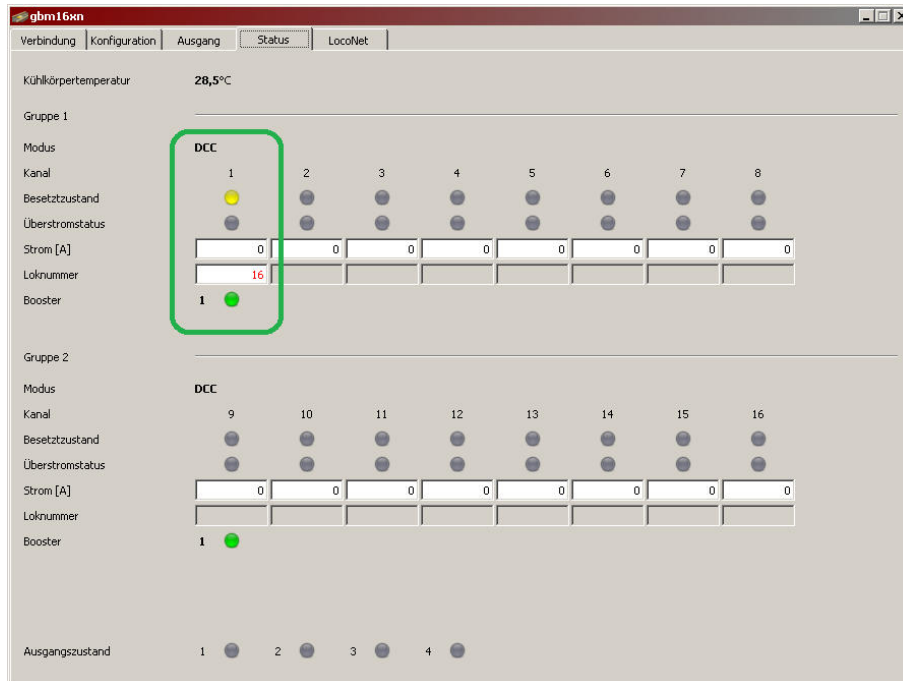 gbm16xn
Verbindung Konfiguration Ausgang Status LocoNet
Kühlkörpertemperatur 28,5°C
Gruppe 1
Modus DCC
Kanal 1 2 3 4 5 6 7 8
Besetztzustand
Überstromstatus
Strom [A] 0 0 0 0 0 0 0 0
Loknummer 16
Booster 1
Gruppe 2
Modus DCC
Kanal 9 10 11 12 13 14 15 16
Besetztzustand
Überstromstatus
Strom [A] 0 0 0 0 0 0 0 0
Loknummer
Booster 1
Ausgangszustand 1 2 3 4